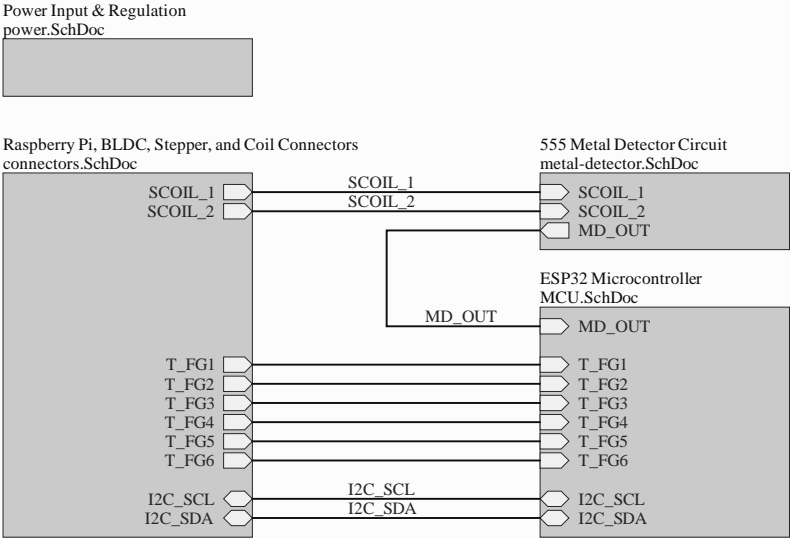 Power Input & Regulation
power.SchDoc
Raspberry Pi, BLDC, Stepper, and Coil Connectors
connectors.SchDoc
SCOIL_1
SCOIL_2
T_FG1
T_FG2
T_FG3
T_FG4
T_FG5
T_FG6
I2C_SCL
I2C_SDA
SCOIL_1
SCOIL_2
MD_OUT
I2C_SCL
I2C_SDA
555 Metal Detector Circuit
metal-detector.SchDoc
SCOIL_1
SCOIL_2
MD_OUT
ESP32 Microcontroller
MCU.SchDoc
MD_OUT
T_FG1
T_FG2
T_FG3
T_FG4
T_FG5
T_FG6
I2C_SCL
I2C_SDA